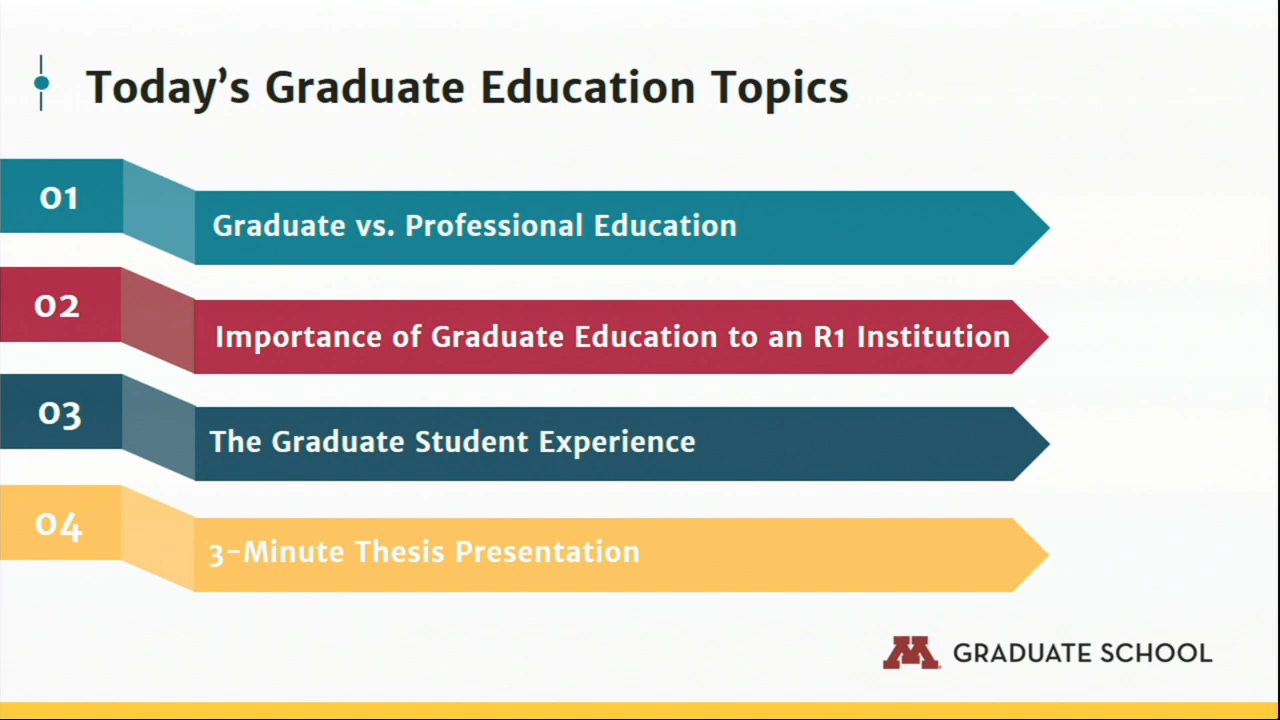 Today's Graduate Education Topics
01
Graduate vs. Professional Education
02
Importance of Graduate Education to an R1 Institution
03
The Graduate Student Experience
04
3-Minute Thesis Presentation
M GRADUATE SCHOOL